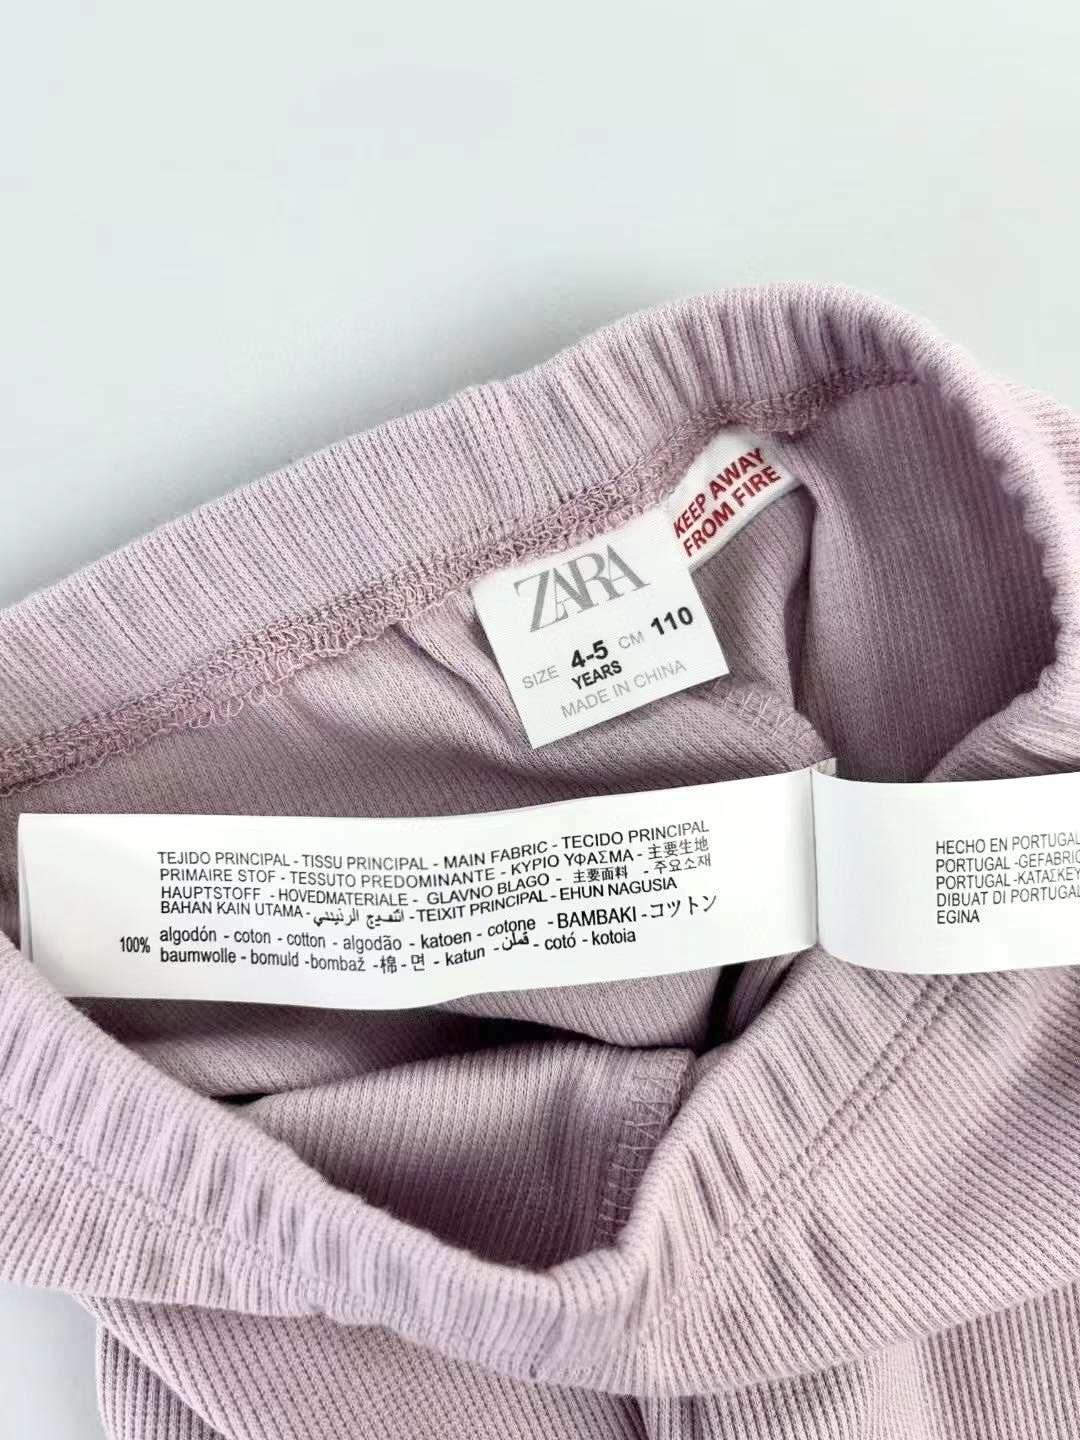 KEEP AWAY
FROM FIRE
ZARA
SIZE 4-5 YEARS CM 110
MADE IN CHINA
TEJIDO PRINCIPAL - TISSU PRINCIPAL - MAIN FABRIC - TECIDO PRINCIPAL
PRIMAIRE STOF - TESSUTO PREDOMINANTE - ΚΥΡΙΟ ΥΦΑΣΜΑ - 主要生地
HAUPTSTOFF - HOVEDMATERIALE - GLAVNO BLAGO - 主要面料 - 주요소재
BAHAN KAIN UTAMA - - TEIXIT PRINCIPAL - EHUN NAGUSIA
100% algodón - coton - cotton - algodão - katoen - cotone - BAMBAKI - コツトン
baumwolle - bomuld -bombaž -棉 - 면 - katun - قطن - cotó - kotoia
HECHO EN PORTUGAL
PORTUGAL -GEFABRIC
PORTUGAL -ΚΑΤΑΣΚΕΥ
DIBUAT DI PORTUGAL
EGINA